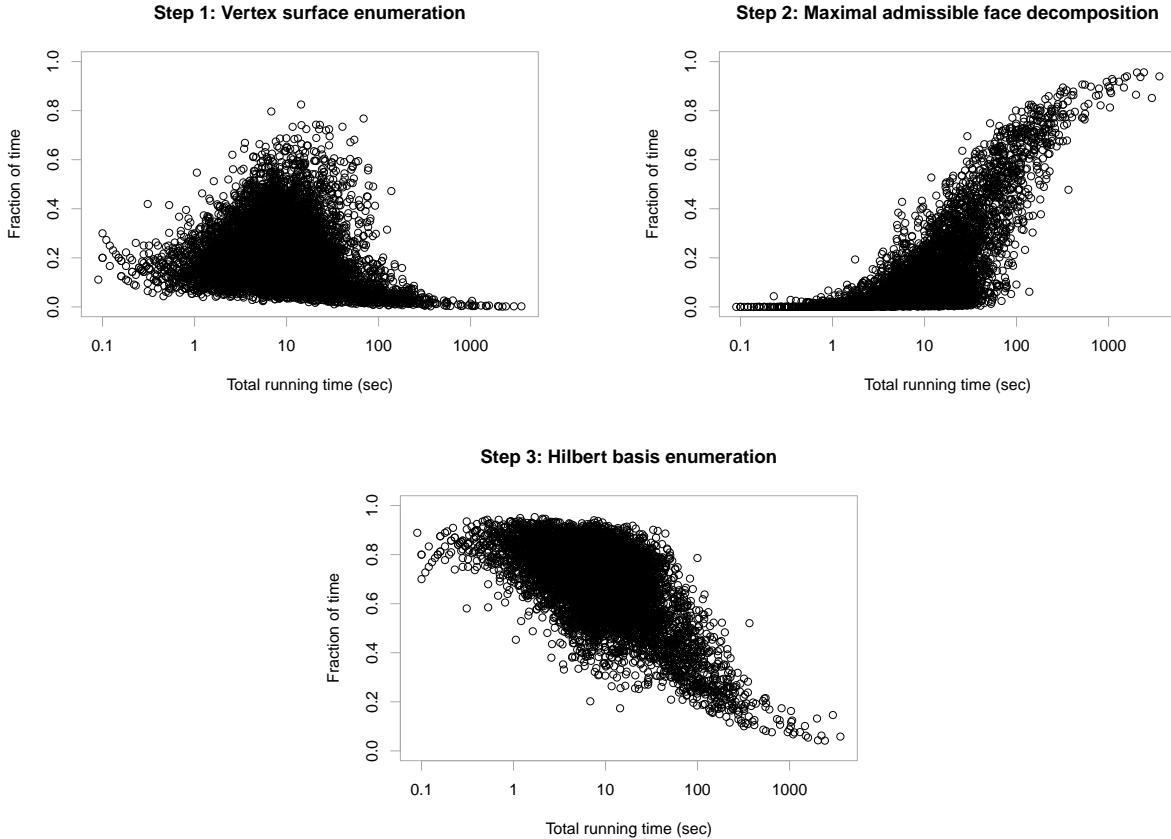 Step 1: Vertex surface enumeration
Fraction of time
1.0
0.8
0.6
0.4
0.2
0.0
0.1 1 10 100 1000
Total running time (sec)
Step 2: Maximal admissible face decomposition
Fraction of time
1.0
0.8
0.6
0.4
0.2
0.0
0.1 1 10 100 1000
Total running time (sec)
Step 3: Hilbert basis enumeration
Fraction of time
1.0
0.8
0.6
0.4
0.2
0.0
0.1 1 10 100 1000
Total running time (sec)